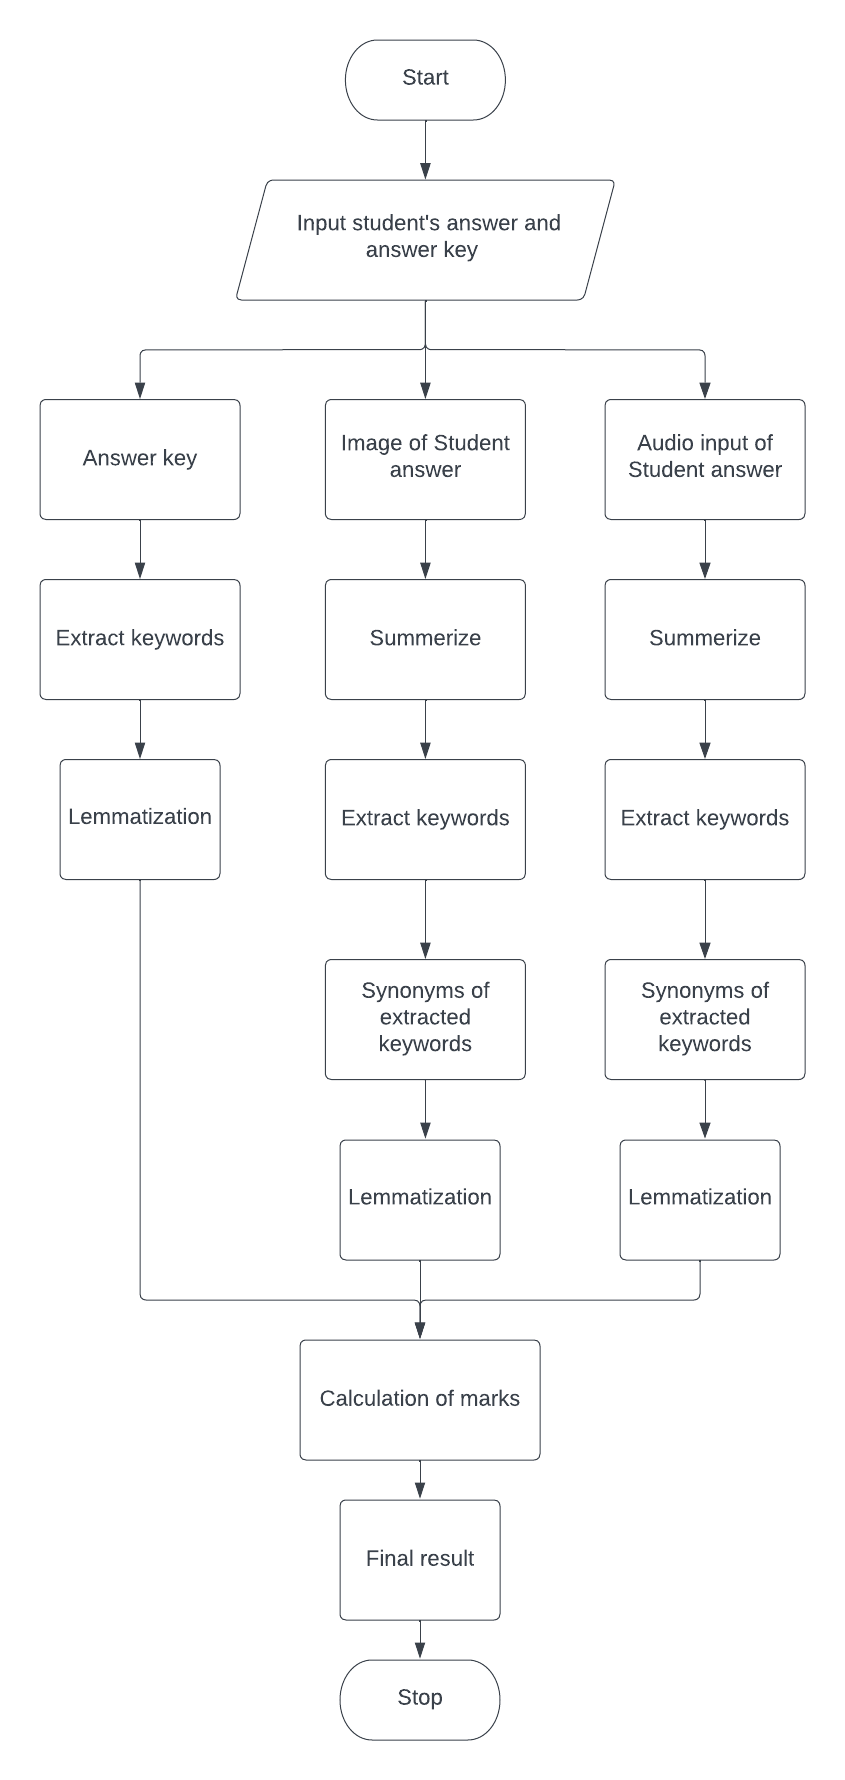 Start
Input student's answer and
answer key
Answer key
Image of Student
answer
Audio input of
Student answer
Extract keywords
Summerize
Summerize
Lemmatization
Extract keywords
Extract keywords
Synonyms of
extracted
keywords
Synonyms of
extracted
keywords
Lemmatization
Lemmatization
Calculation of marks
Final result
Stop